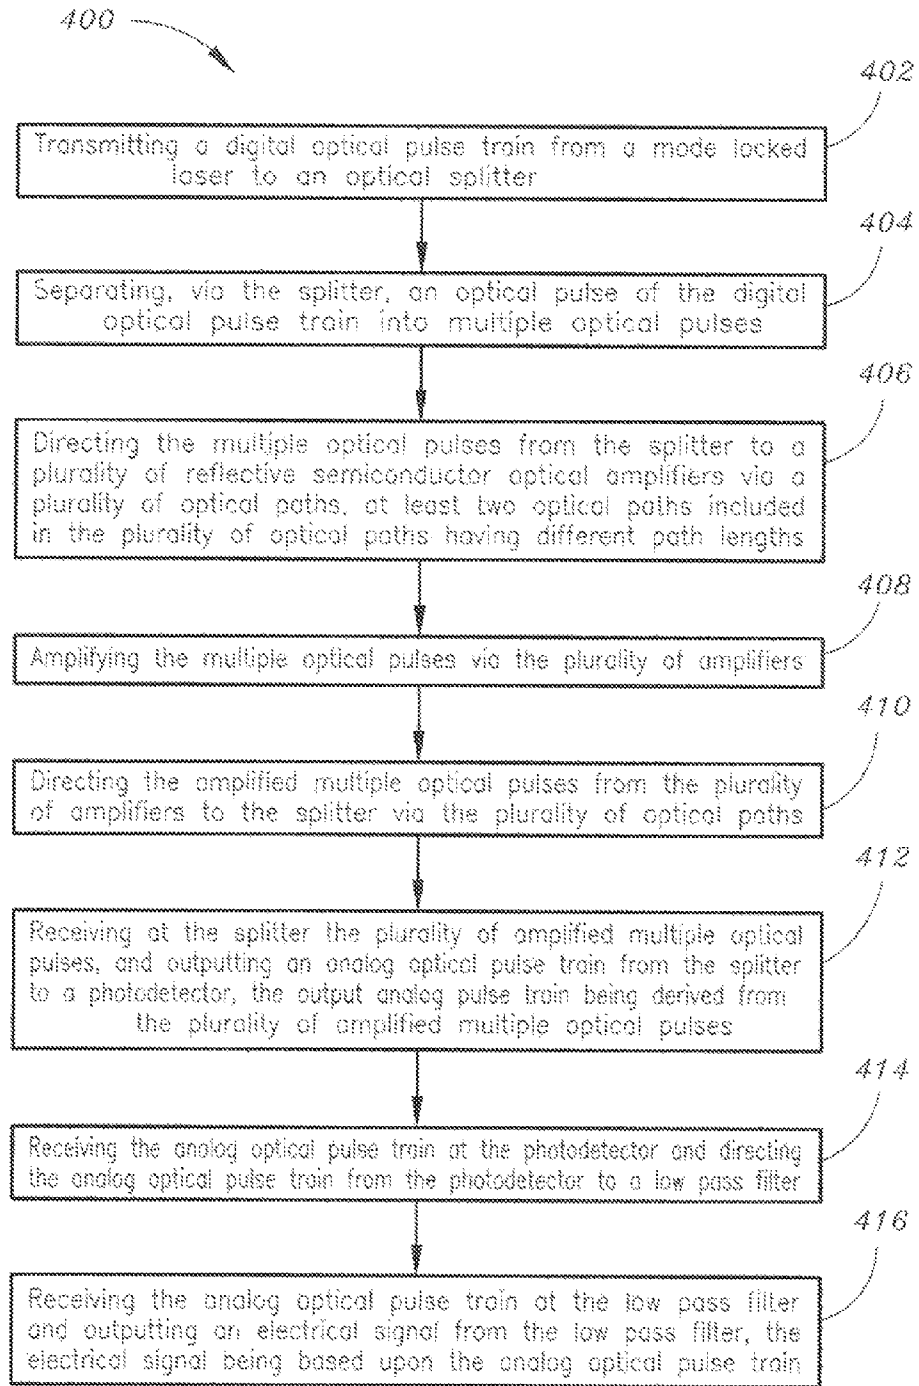 400
402
Transmitting a digital optical pulse train from a mode locked
laser to an optical splitter
404
Separating, via the splitter, an optical pulse of the digital
optical pulse train into multiple optical pulses
406
Directing the multiple optical pulses from the splitter to a
plurality of reflective semiconductor optical amplifiers via a
plurality of optical paths, at least two optical paths included
in the plurality of optical paths having different path lengths
408
Amplifying the multiple optical pulses via the plurality of amplifiers
410
Directing the amplified multiple optical pulses from the plurality
of amplifiers to the splitter via the plurality of optical paths
412
Receiving at the splitter the plurality of amplified multiple optical
pulses, and outputting an analog optical pulse train from the splitter
to a photodetector, the output analog pulse train being derived from
the plurality of amplified multiple optical pulses
414
Receiving the analog optical pulse train at the photodetector and directing
the analog optical pulse train from the photodetector to a low pass filter
416
Receiving the analog optical pulse train at the low pass filter
and outputting an electrical signal from the low pass filter, the
electrical signal being based upon the analog optical pulse train